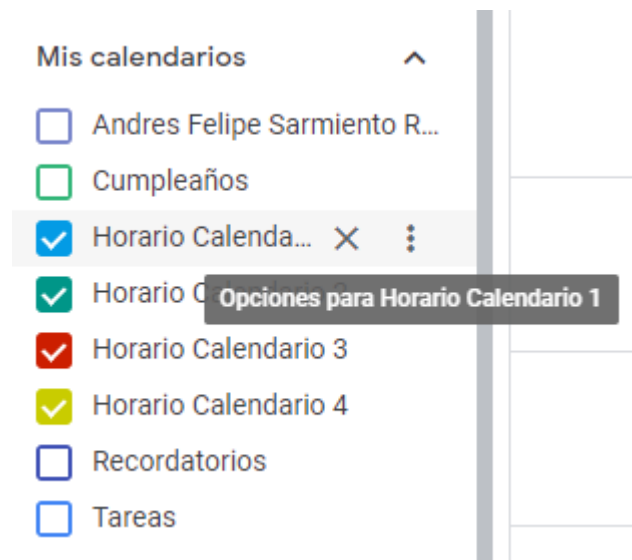 Mis calendarios
Andres Felipe Sarmiento R...
Cumpleaños
Horario Calenda...
Horario
Opciones para Horario Calendario 1
Horario Calendario 3
Horario Calendario 4
Recordatorios
Tareas